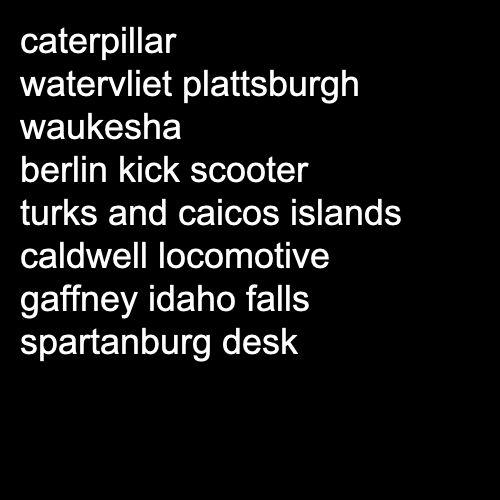 caterpillar
watervliet plattsburgh
waukesha
berlin kick scooter
turks and caicos islands
caldwell locomotive
gaffney idaho falls
spartanburg desk